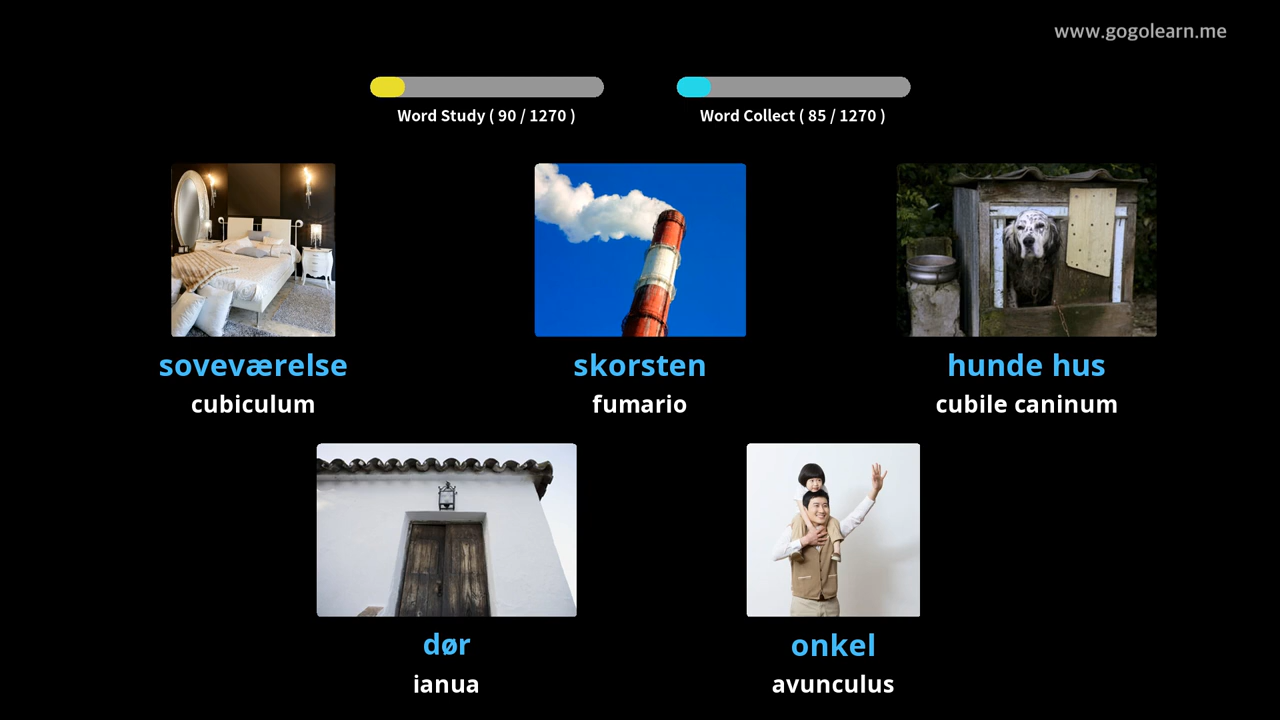 www.gogolearn.me
Word Study ( 90 / 1270 )
Word Collect ( 85 / 1270 )
soveværelse
cubiculum
skorsten
fumario
hunde hus
cubile caninum
dør
ianua
onkel
avunculus